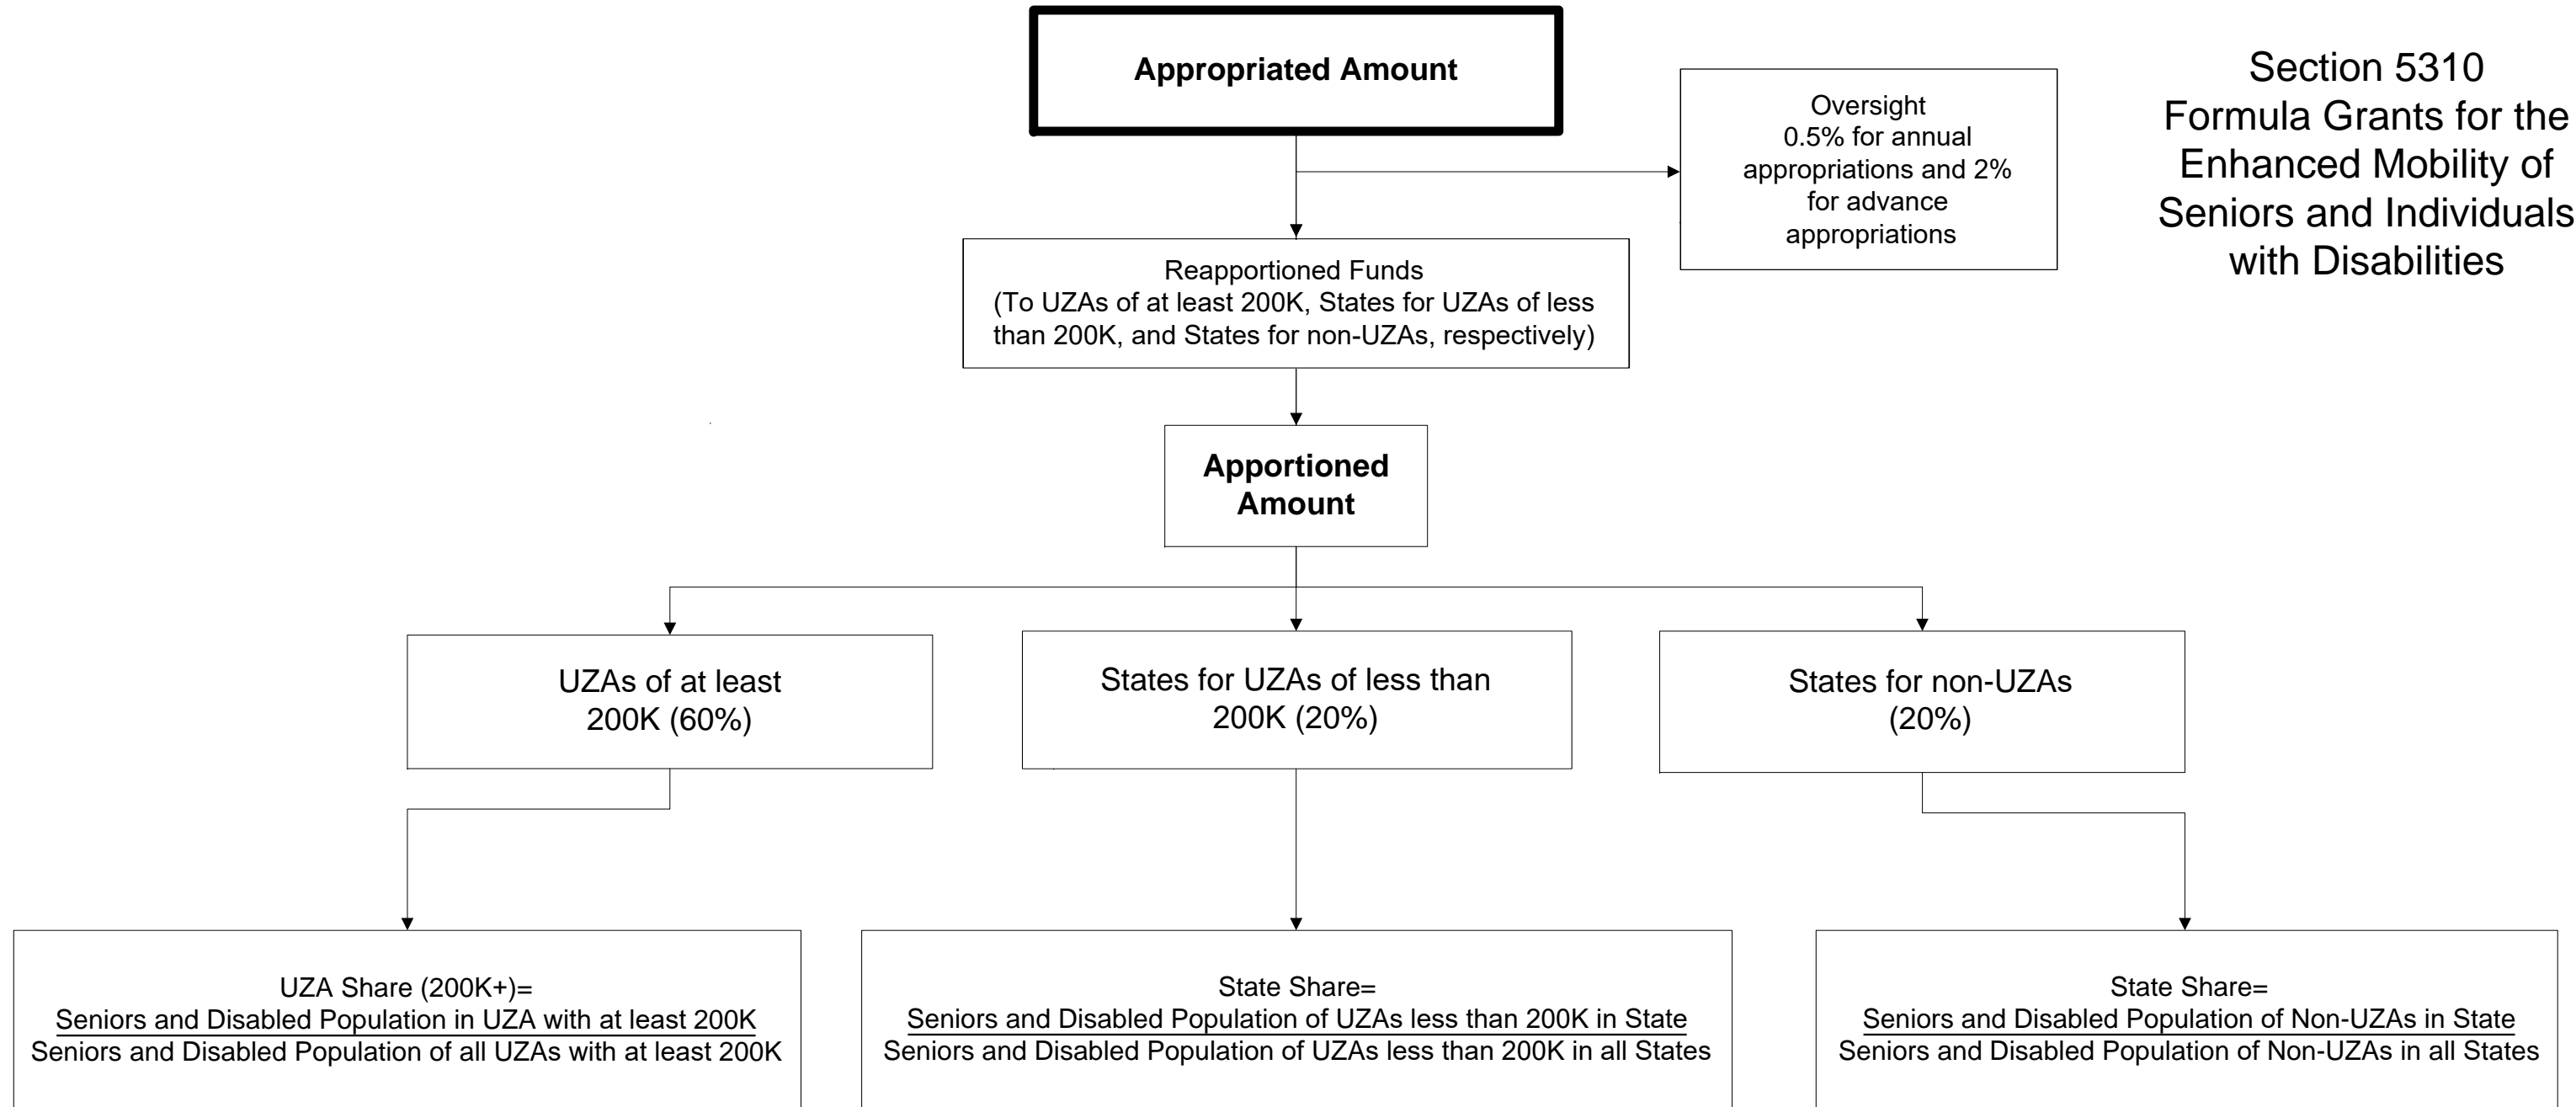 Appropriated Amount
Oversight
0.5% for annual
appropriations and 2%
for advance
appropriations
Section 5310
Formula Grants for the
Enhanced Mobility of
Seniors and Individuals
with Disabilities
Reapportioned Funds
(To UZAs of at least 200K, States for UZAs of less
than 200K, and States for non-UZAs, respectively)
Apportioned
Amount
UZAs of at least
200K (60%)
States for UZAs of less than
200K (20%)
States for non-UZAs
(20%)
UZA Share (200K+)=
Seniors and Disabled Population in UZA with at least 200K
Seniors and Disabled Population of all UZAs with at least 200K
State Share=
Seniors and Disabled Population of UZAs less than 200K in State
Seniors and Disabled Population of UZAs less than 200K in all States
State Share=
Seniors and Disabled Population of Non-UZAs in State
Seniors and Disabled Population of Non-UZAs in all States